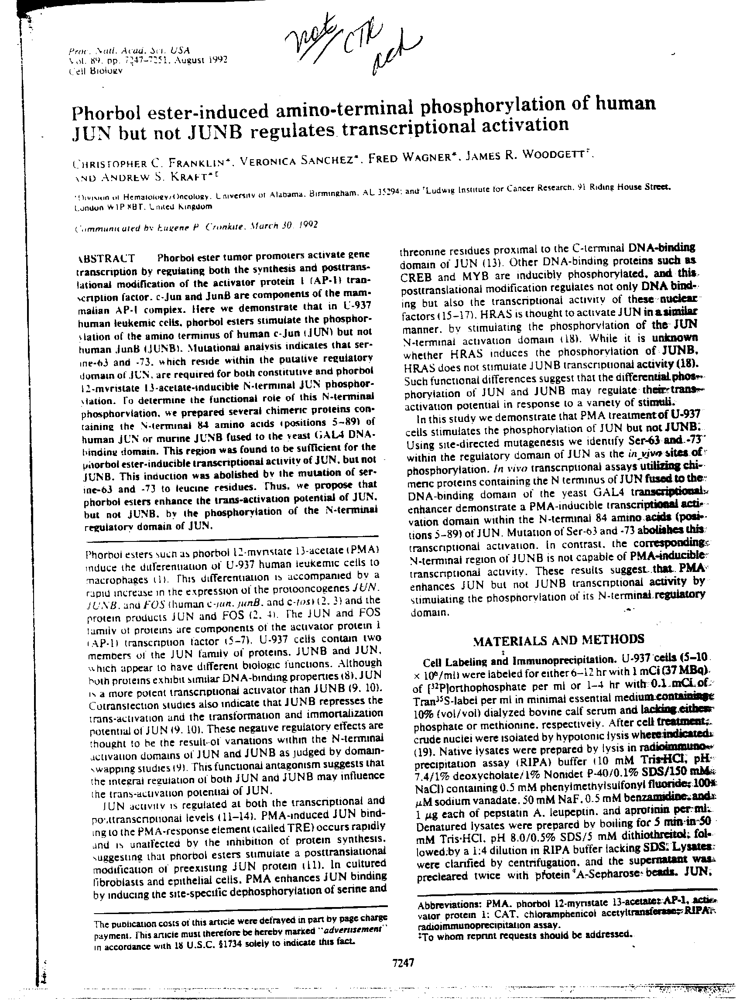 not CTR
ack
Proc. Natl. Acad. Sci. USA
Vol. 89, pp. 7247-7251, August 1992
Cell Biology
Phorbol ester-induced amino-terminal phosphorylation of human
JUN but not JUNB regulates transcriptional activation
CHRISTOPHER C. FRANKLIN*, VERONICA SANCHEZ*, FRED WAGNER*, JAMES R. WOODGETT†,
AND ANDREW S. KRAFT*‡
*Division of Hematology/Oncology, University of Alabama, Birmingham, AL 35294; and †Ludwig Institute for Cancer Research, 91 Riding House Street,
London W1P 8BT, United Kingdom
Communicated by Eugene P. Cronkite, March 30, 1992
ABSTRACT Phorbol ester tumor promoters activate gene
transcription by regulating both the synthesis and posttrans-
lational modification of the activator protein 1 (AP-1) tran-
scription factor. c-Jun and JunB are components of the mam-
malian AP-1 complex. Here we demonstrate that in U-937
human leukemic cells, phorbol esters stimulate the phosphor-
ylation of the amino terminus of human c-Jun (JUN) but not
human JunB (JUNB). Mutational analysis indicates that ser-
ine-63 and -73, which reside within the putative regulatory
domain of JUN, are required for both constitutive and phorbol
12-myristate 13-acetate-inducible N-terminal JUN phosphor-
ylation. To determine the functional role of this N-terminal
phosphorylation, we prepared several chimeric proteins con-
taining the N-terminal 84 amino acids (positions 5-89) of
human JUN or murine JUNB fused to the yeast GAL4 DNA-
binding domain. This region was found to be sufficient for the
phorbol ester-inducible transcriptional activity of JUN, but not
JUNB. This induction was abolished by the mutation of ser-
ine-63 and -73 to leucine residues. Thus, we propose that
phorbol esters enhance the trans-activation potential of JUN,
but not JUNB, by the phosphorylation of the N-terminal
regulatory domain of JUN.
Phorbol esters such as phorbol 12-myristate 13-acetate (PMA)
induce the differentiation of U-937 human leukemic cells to
macrophages (1). This differentiation is accompanied by a
rapid increase in the expression of the protooncogenes JUN,
JUNB, and FOS (human c-jun, junB, and c-fos) (2, 3) and the
protein products JUN and FOS (2, 4). The JUN and FOS
family of proteins are components of the activator protein 1
(AP-1) transcription factor (5-7). U-937 cells contain two
members of the JUN family of proteins, JUNB and JUN,
which appear to have different biologic functions. Although
both proteins exhibit similar DNA-binding properties (8), JUN
is a more potent transcriptional activator than JUNB (9, 10).
Cotransfection studies also indicate that JUNB represses the
trans-activation and the transformation and immortalization
potential of JUN (9, 10). These negative regulatory effects are
thought to be the result of variations within the N-terminal
activation domains of JUN and JUNB as judged by domain-
swapping studies (9). This functional antagonism suggests that
the integral regulation of both JUN and JUNB may influence
the trans-activation potential of JUN.
JUN activity is regulated at both the transcriptional and
posttranscriptional levels (11-14). PMA-induced JUN bind-
ing to the PMA-response element (called TRE) occurs rapidly
and is unaffected by the inhibition of protein synthesis,
suggesting that phorbol esters stimulate a posttranslational
modification of preexisting JUN protein (11). In cultured
fibroblasts and epithelial cells, PMA enhances JUN binding
by inducing the site-specific dephosphorylation of serine and
The publication costs of this article were defrayed in part by page charge
payment. This article must therefore be hereby marked "advertisement"
in accordance with 18 U.S.C. §1734 solely to indicate this fact.
threonine residues proximal to the C-terminal DNA-binding
domain of JUN (13). Other DNA-binding proteins such as
CREB and MYB are inducibly phosphorylated, and this
posttranslational modification regulates not only DNA bind-
ing but also the transcriptional activity of these nuclear
factors (15-17). HRAS is thought to activate JUN in a similar
manner, by stimulating the phosphorylation of the JUN
N-terminal activation domain (18). While it is unknown
whether HRAS induces the phosphorylation of JUNB,
HRAS does not stimulate JUNB transcriptional activity (18).
Such functional differences suggest that the differential phos-
phorylation of JUN and JUNB may regulate their trans-
activation potential in response to a variety of stimuli.
In this study we demonstrate that PMA treatment of U-937
cells stimulates the phosphorylation of JUN but not JUNB.
Using site-directed mutagenesis we identify Ser-63 and -73
within the regulatory domain of JUN as the in vivo sites of
phosphorylation. In vivo transcriptional assays utilizing chi-
meric proteins containing the N terminus of JUN fused to the
DNA-binding domain of the yeast GAL4 transcriptional
enhancer demonstrate a PMA-inducible transcriptional acti-
vation domain within the N-terminal 84 amino acids (posi-
tions 5-89) of JUN. Mutation of Ser-63 and -73 abolishes this
transcriptional activation. In contrast, the corresponding
N-terminal region of JUNB is not capable of PMA-inducible
transcriptional activity. These results suggest that PMA
enhances JUN but not JUNB transcriptional activity by
stimulating the phosphorylation of its N-terminal regulatory
domain.
MATERIALS AND METHODS
Cell Labeling and Immunoprecipitation. U-937 cells (5-10
× 10⁶/ml) were labeled for either 6-12 hr with 1 mCi (37 MBq)
of [³²P]orthophosphate per ml or 1-4 hr with 0.1 mCi of
Tran³⁵S-label per ml in minimal essential medium containing
10% (vol/vol) dialyzed bovine calf serum and lacking either
phosphate or methionine, respectively. After cell treatment,
crude nuclei were isolated by hypotonic lysis where indicated
(19). Native lysates were prepared by lysis in radioimmuno-
precipitation assay (RIPA) buffer (10 mM Tris·HCl, pH
7.4/1% deoxycholate/1% Nonidet P-40/0.1% SDS/150 mM
NaCl) containing 0.5 mM phenylmethylsulfonyl fluoride, 100
μM sodium vanadate, 50 mM NaF, 0.5 mM benzamidine, and
1 μg each of pepstatin A, leupeptin, and aprotinin per ml.
Denatured lysates were prepared by boiling for 5 min in 50
mM Tris·HCl, pH 8.0/0.5% SDS/5 mM dithiothreitol, fol-
lowed by a 1:4 dilution in RIPA buffer lacking SDS. Lysates
were clarified by centrifugation, and the supernatant was
precleared twice with protein A-Sepharose beads. JUN,
Abbreviations: PMA, phorbol 12-myristate 13-acetate; AP-1, acti-
vator protein 1; CAT, chloramphenicol acetyltransferase; RIPA,
radioimmunoprecipitation assay.
‡To whom reprint requests should be addressed.
7247